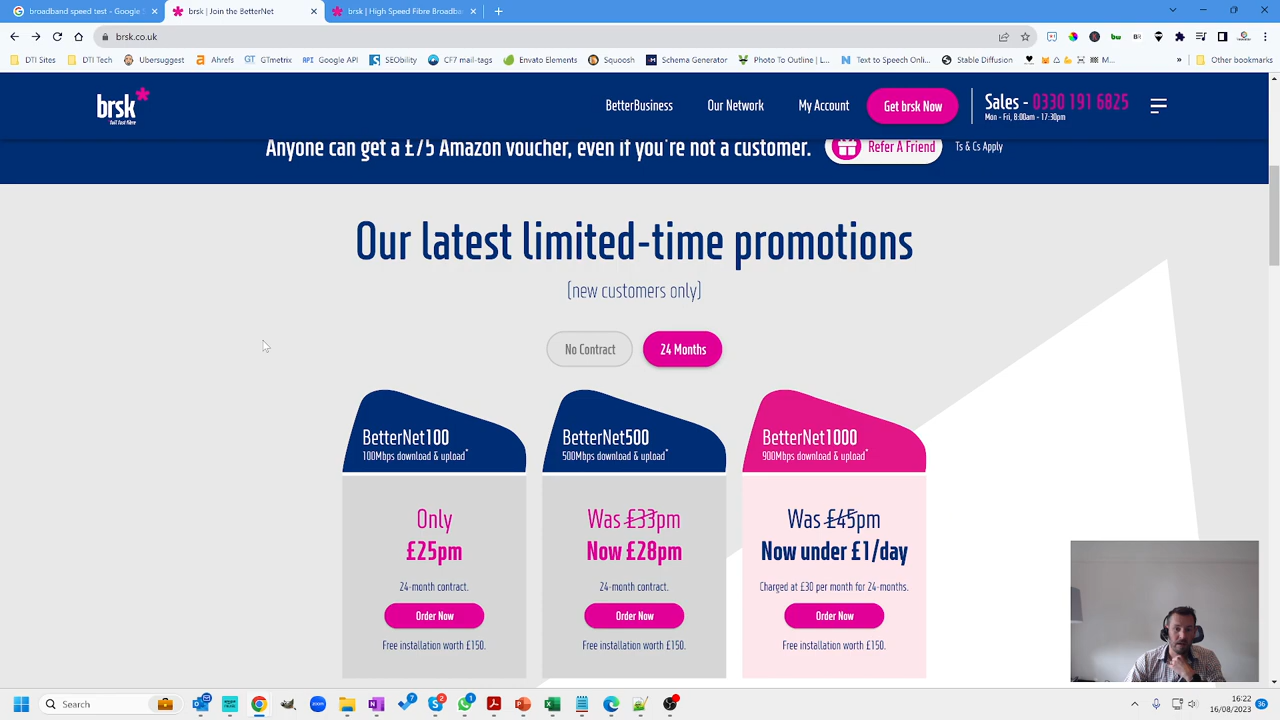 broadband speed test - Google S
brsk | Join the BetterNet
brsk | High Speed Fibre Broadba
brsk.co.uk
DTI Sites
DTI Tech
Ubersuggest
Ahrefs
GTmetrix
Google API
SEObility
CF7 mail-tags
Envato Elements
Squoosh
Schema Generator
Photo To Outline | L...
Text to Speech Onli...
Stable Diffusion
M...
»
Other bookmarks
brsk*
full fast fibre
BetterBusiness
Our Network
My Account
Get brsk Now
Sales - 0330 191 6825
Mon - Fri, 8:00am - 17:30pm
Anyone can get a £75 Amazon voucher, even if you're not a customer.
Refer A Friend
Ts & Cs Apply
Our latest limited-time promotions
(new customers only)
No Contract
24 Months
BetterNet100
100Mbps download & upload*
Only
£25pm
24-month contract.
Order Now
Free installation worth £150.
BetterNet500
500Mbps download & upload*
Was £33pm
Now £28pm
24-month contract.
Order Now
Free installation worth £150.
BetterNet1000
900Mbps download & upload*
Was £45pm
Now under £1/day
Charged at £30 per month for 24-months.
Order Now
Free installation worth £150.
Search
16:22
16/08/2023